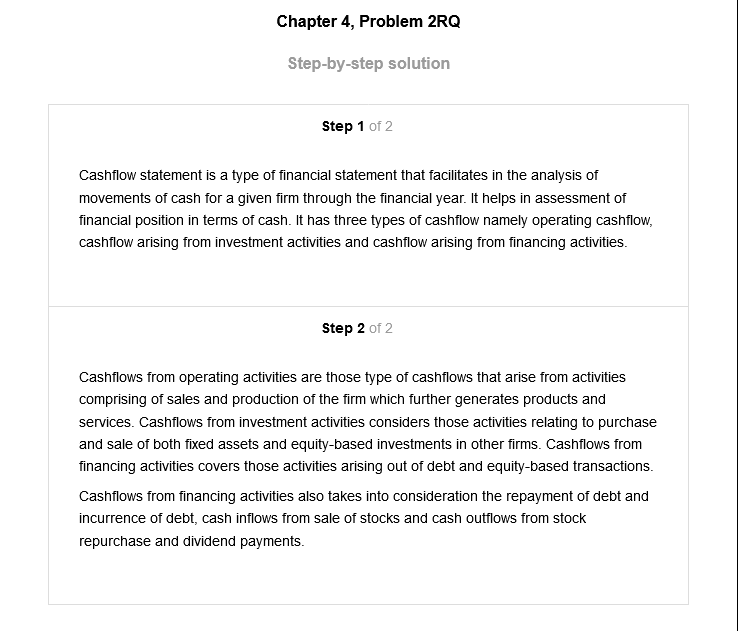 Chapter 4, Problem 2RQ
Step-by-step solution
Step 1 of 2
Cashflow statement is a type of financial statement that facilitates in the analysis of
movements of cash for a given firm through the financial year. It helps in assessment of
financial position in terms of cash. It has three types of cashflow namely operating cashflow,
cashflow arising from investment activities and cashflow arising from financing activities.
Step 2 of 2
Cashflows from operating activities are those type of cashflows that arise from activities
comprising of sales and production of the firm which further generates products and
services. Cashflows from investment activities considers those activities relating to purchase
and sale of both fixed assets and equity-based investments in other firms. Cashflows from
financing activities covers those activities arising out of debt and equity-based transactions.
Cashflows from financing activities also takes into consideration the repayment of debt and
incurrence of debt, cash inflows from sale of stocks and cash outflows from stock
repurchase and dividend payments.